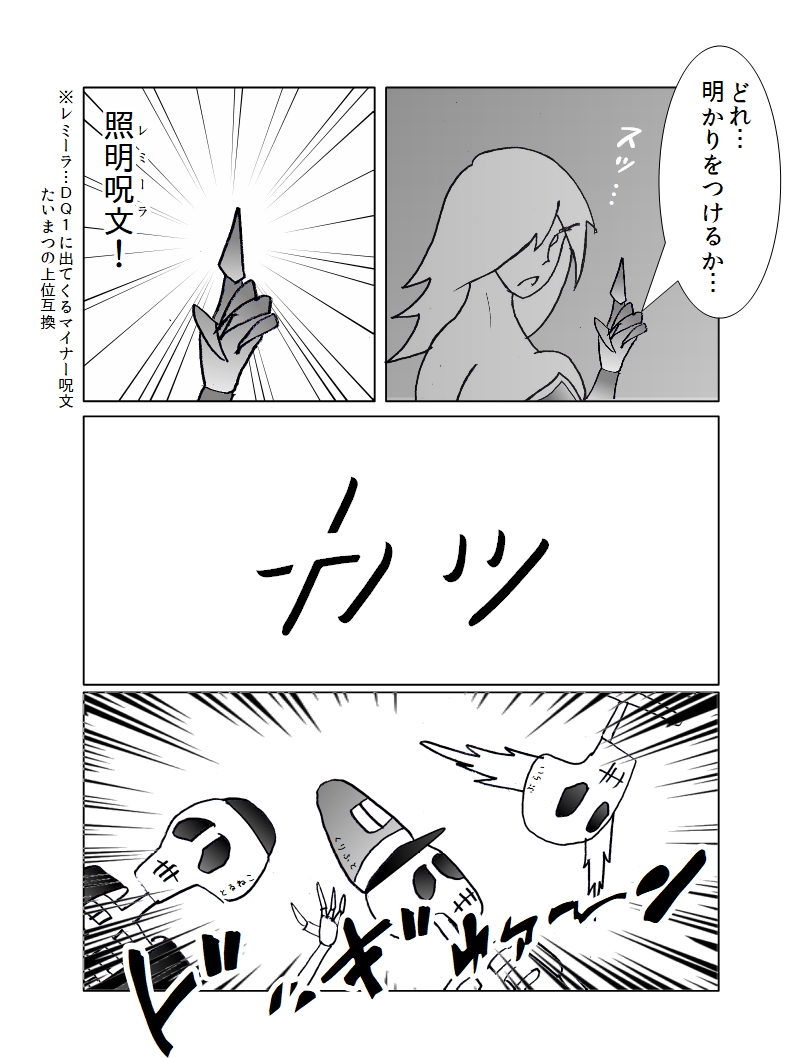 どれ…
明かりをつけるか…
スッ…
レミーラ
照明呪文！
※レミーラ…DQ1に出てくるマイナー呪文
たいまつの上位互換
カッ
ぶらい
くりふと
とるねこ
ドッギャァーン